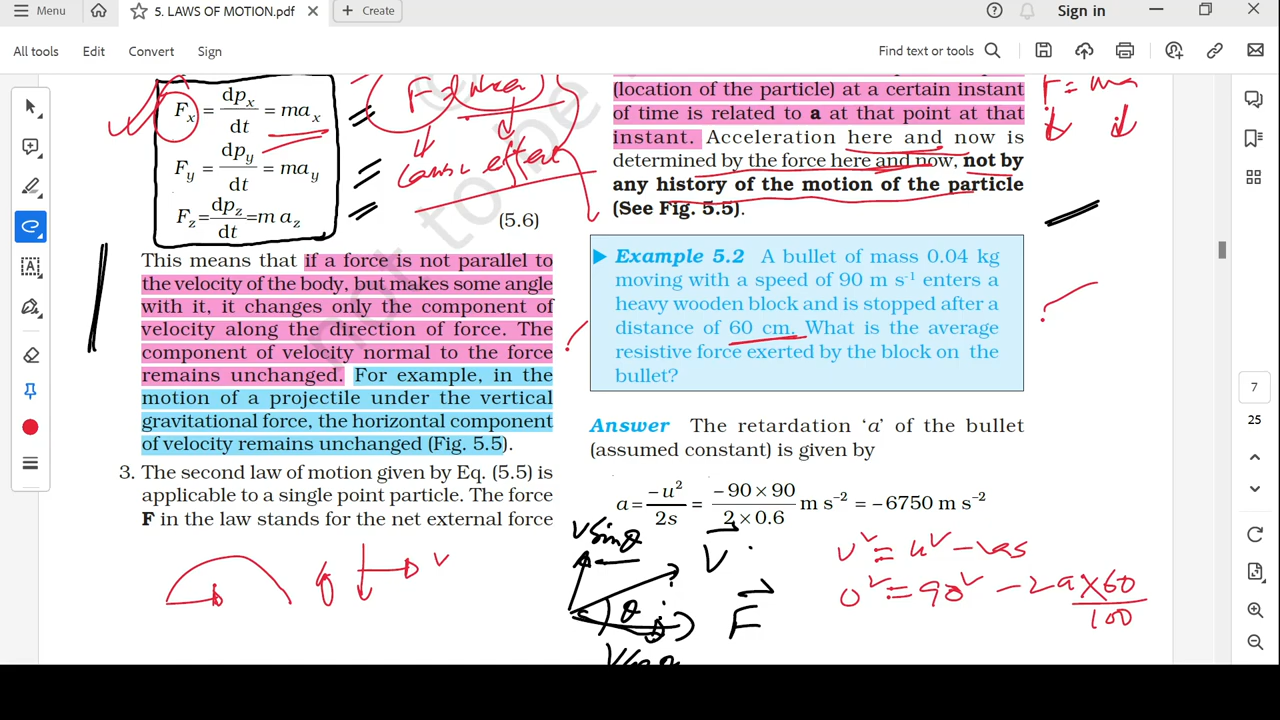 Menu
5. LAWS OF MOTION.pdf
Create
Sign in
All tools
Edit
Convert
Sign
Find text or tools
F_x = dp_x/dt = ma_x
F_y = dp_y/dt = ma_y
F_z = dp_z/dt = m a_z
(5.6)
cause effect
This means that if a force is not parallel to
the velocity of the body, but makes some angle
with it, it changes only the component of
velocity along the direction of force. The
component of velocity normal to the force
remains unchanged. For example, in the
motion of a projectile under the vertical
gravitational force, the horizontal component
of velocity remains unchanged (Fig. 5.5).
3. The second law of motion given by Eq. (5.5) is
applicable to a single point particle. The force
F in the law stands for the net external force
v
(location of the particle) at a certain instant
of time is related to a at that point at that
instant. Acceleration here and now is
determined by the force here and now, not by
any history of the motion of the particle
(See Fig. 5.5).
F = ma
Example 5.2 A bullet of mass 0.04 kg
moving with a speed of 90 m s⁻¹ enters a
heavy wooden block and is stopped after a
distance of 60 cm. What is the average
resistive force exerted by the block on the
bullet?
Answer The retardation ‘a’ of the bullet
(assumed constant) is given by
a = −u²/2s = −90 × 90/2 × 0.6 m s⁻² = −6750 m s⁻²
V sinθ
V
θ
F
v² = u² − 2as
0² = 90² − 2a × 60/100
7
25